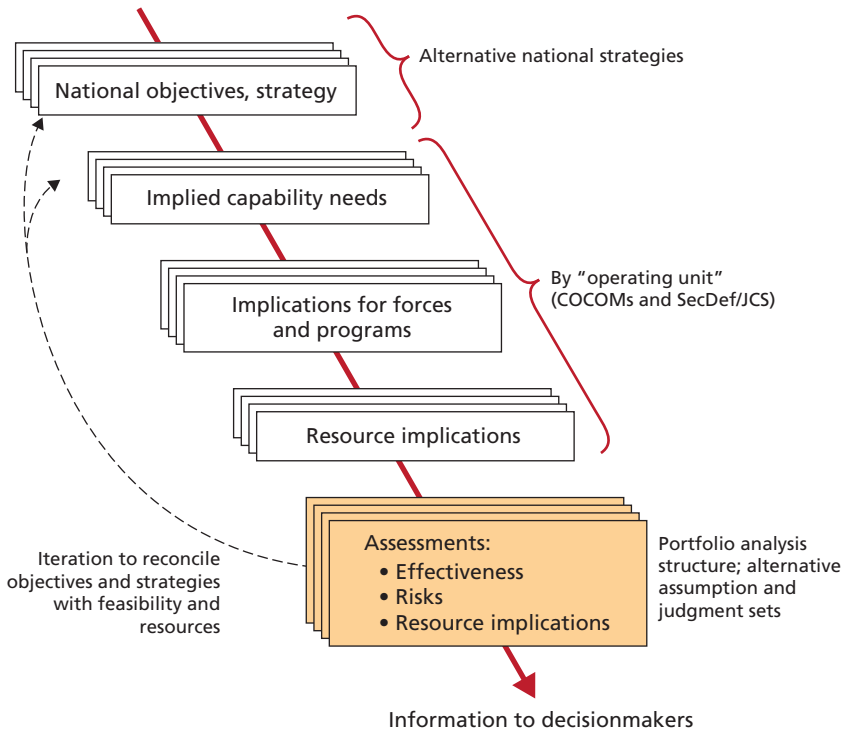 Alternative national strategies
National objectives, strategy
Implied capability needs
By “operating unit”
(COCOMs and SecDef/JCS)
Implications for forces
and programs
Resource implications
Assessments:
• Effectiveness
• Risks
• Resource implications
Portfolio analysis
structure; alternative
assumption and
judgment sets
Iteration to reconcile
objectives and strategies
with feasibility and
resources
Information to decisionmakers